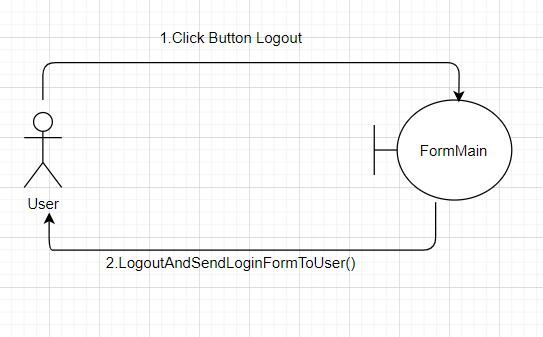 1.Click Button Logout
FormMain
User
2.LogoutAndSendLoginFormToUser()